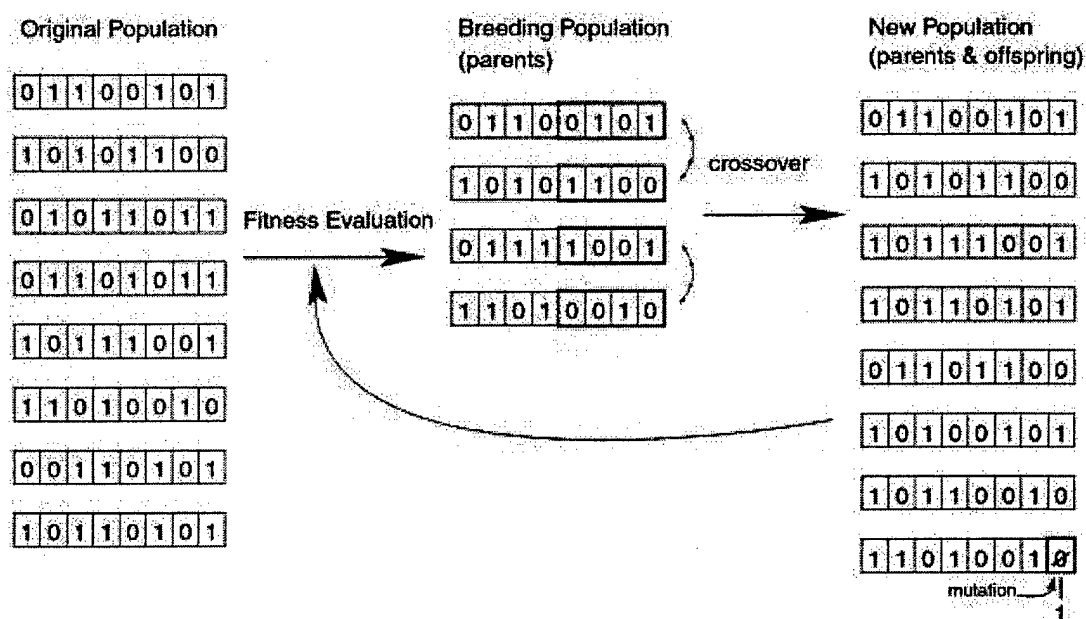 Original Population
0 1 1 0 0 1 0 1
1 0 1 0 1 1 0 0
0 1 0 1 1 0 1 1
0 1 1 0 1 0 1 1
1 0 1 1 1 0 0 1
1 1 0 1 0 0 1 0
0 0 1 1 0 1 0 1
1 0 1 1 0 1 0 1
Fitness Evaluation
Breeding Population
(parents)
0 1 1 0 0 1 0 1
1 0 1 0 1 1 0 0
0 1 1 1 1 0 0 1
1 1 0 1 0 0 1 0
crossover
New Population
(parents & offspring)
0 1 1 0 0 1 0 1
1 0 1 0 1 1 0 0
1 0 1 1 1 0 0 1
1 0 1 1 0 1 0 1
0 1 1 0 1 1 0 0
1 0 1 0 0 1 0 1
1 0 1 1 0 0 1 0
1 1 0 1 0 0 1 0
mutation
1